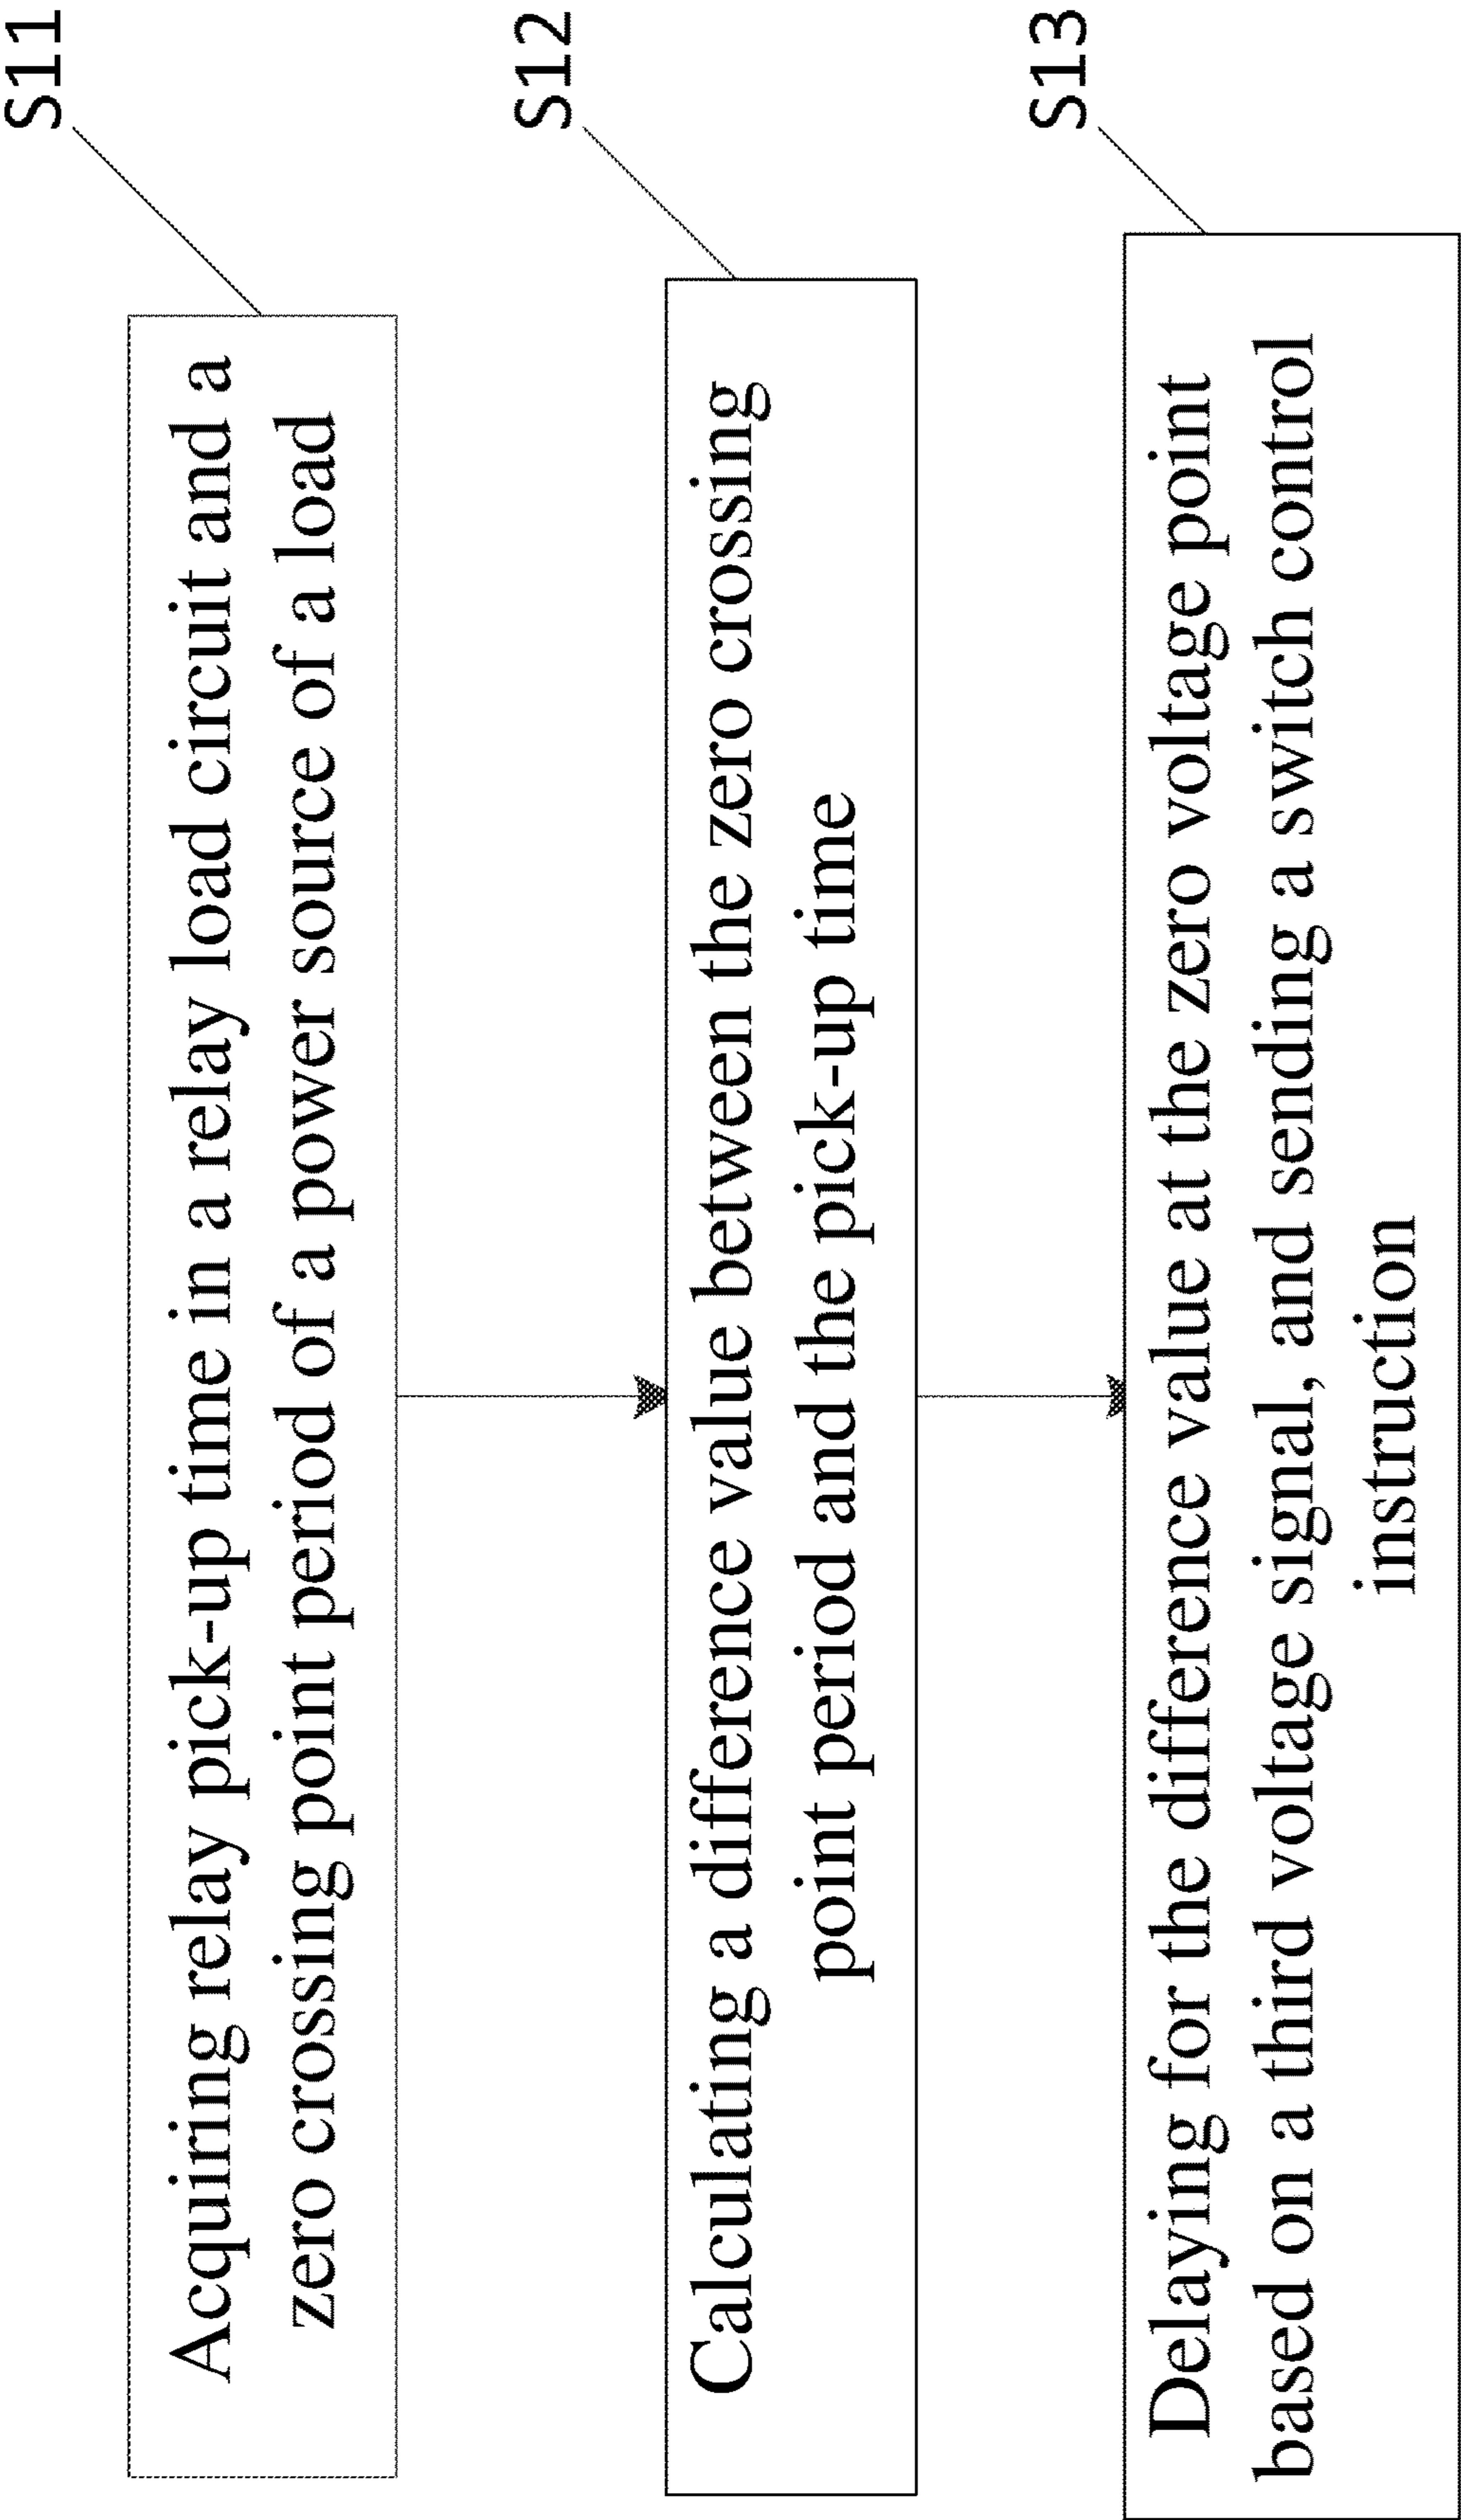 S11
Acquiring relay pick-up time in a relay load circuit and a
zero crossing point period of a power source of a load
S12
Calculating a difference value between the zero crossing
point period and the pick-up time
S13
Delaying for the difference value at the zero voltage point
based on a third voltage signal, and sending a switch control
instruction